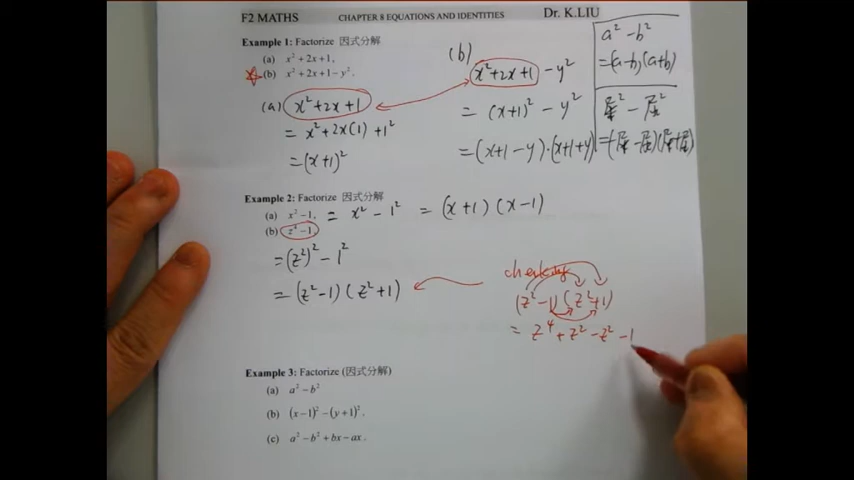 F2 MATHS CHAPTER 8 EQUATIONS AND IDENTITIES Dr. K.LIU
Example 1: Factorize 因式分解
(a) x²+2x+1,
(b) x²+2x+1−y².
(a) x²+2x+1
= x²+2x(1)+1²
= (x+1)²
(b) x²+2x+1 −y²
= (x+1)² − y²
= (x+1−y)·(x+1+y)
a² − b²
= (a−b)(a+b)
Example 2: Factorize 因式分解
(a) x²−1, = x² − 1² = (x+1)(x−1)
(b) z⁴−1.
= (z²)² − 1²
= (z²−1)(z²+1)
checking
(z²−1)(z²+1)
= z⁴+z²−z²−1
Example 3: Factorize (因式分解)
(a) a²−b²
(b) (x−1)²−(y+1)².
(c) a²−b²+bx−ax.